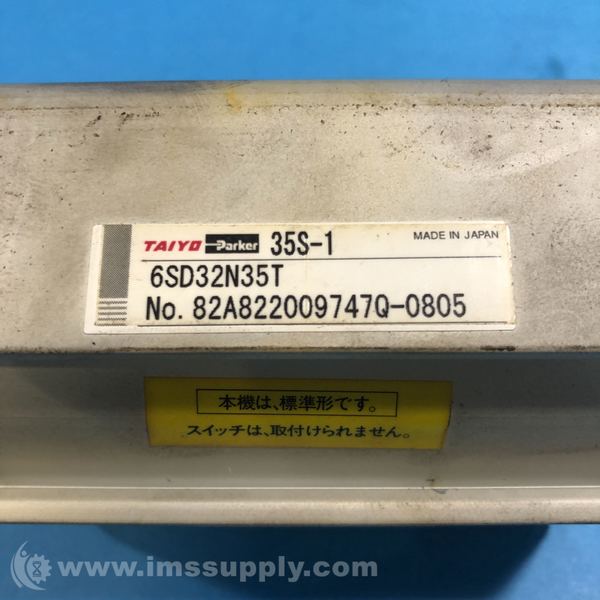 TAIYO Parker 35S-1 MADE IN JAPAN
6SD32N35T
No. 82A822009747Q-0805
本機は、標準形です。
スイッチは、取付けられません。
www.imssupply.com